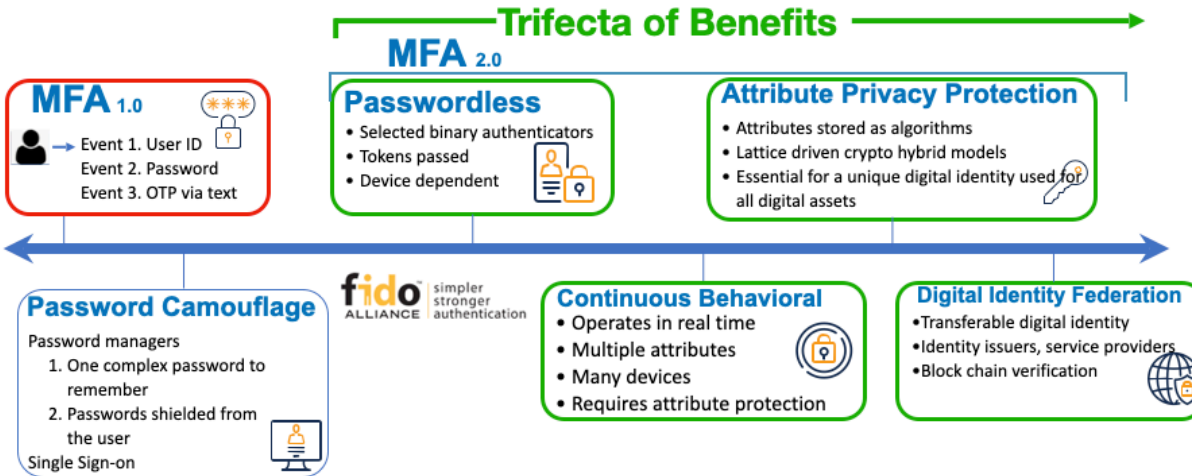 Trifecta of Benefits
MFA 2.0
MFA 1.0
***
Event 1. User ID
Event 2. Password
Event 3. OTP via text
Passwordless
• Selected binary authenticators
• Tokens passed
• Device dependent
Attribute Privacy Protection
• Attributes stored as algorithms
• Lattice driven crypto hybrid models
• Essential for a unique digital identity used for
all digital assets
Password Camouflage
Password managers
1. One complex password to
remember
2. Passwords shielded from
the user
Single Sign-on
fido™
ALLIANCE
simpler
stronger
authentication
Continuous Behavioral
• Operates in real time
• Multiple attributes
• Many devices
• Requires attribute protection
Digital Identity Federation
•Transferable digital identity
•Identity issuers, service providers
•Block chain verification